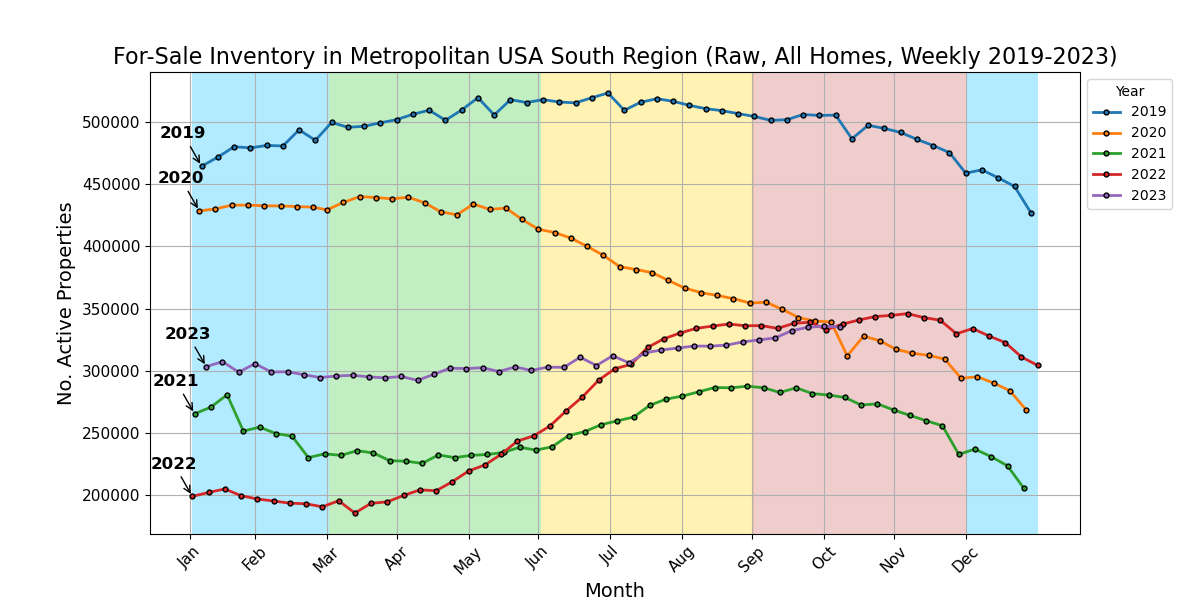 For-Sale Inventory in Metropolitan USA South Region (Raw, All Homes, Weekly 2019-2023)
Year
2019
2020
2021
2022
2023
No. Active Properties
500000
450000
400000
350000
300000
250000
200000
2019
2020
2023
2021
2022
Jan
Feb
Mar
Apr
May
Jun
Jul
Aug
Sep
Oct
Nov
Dec
Month